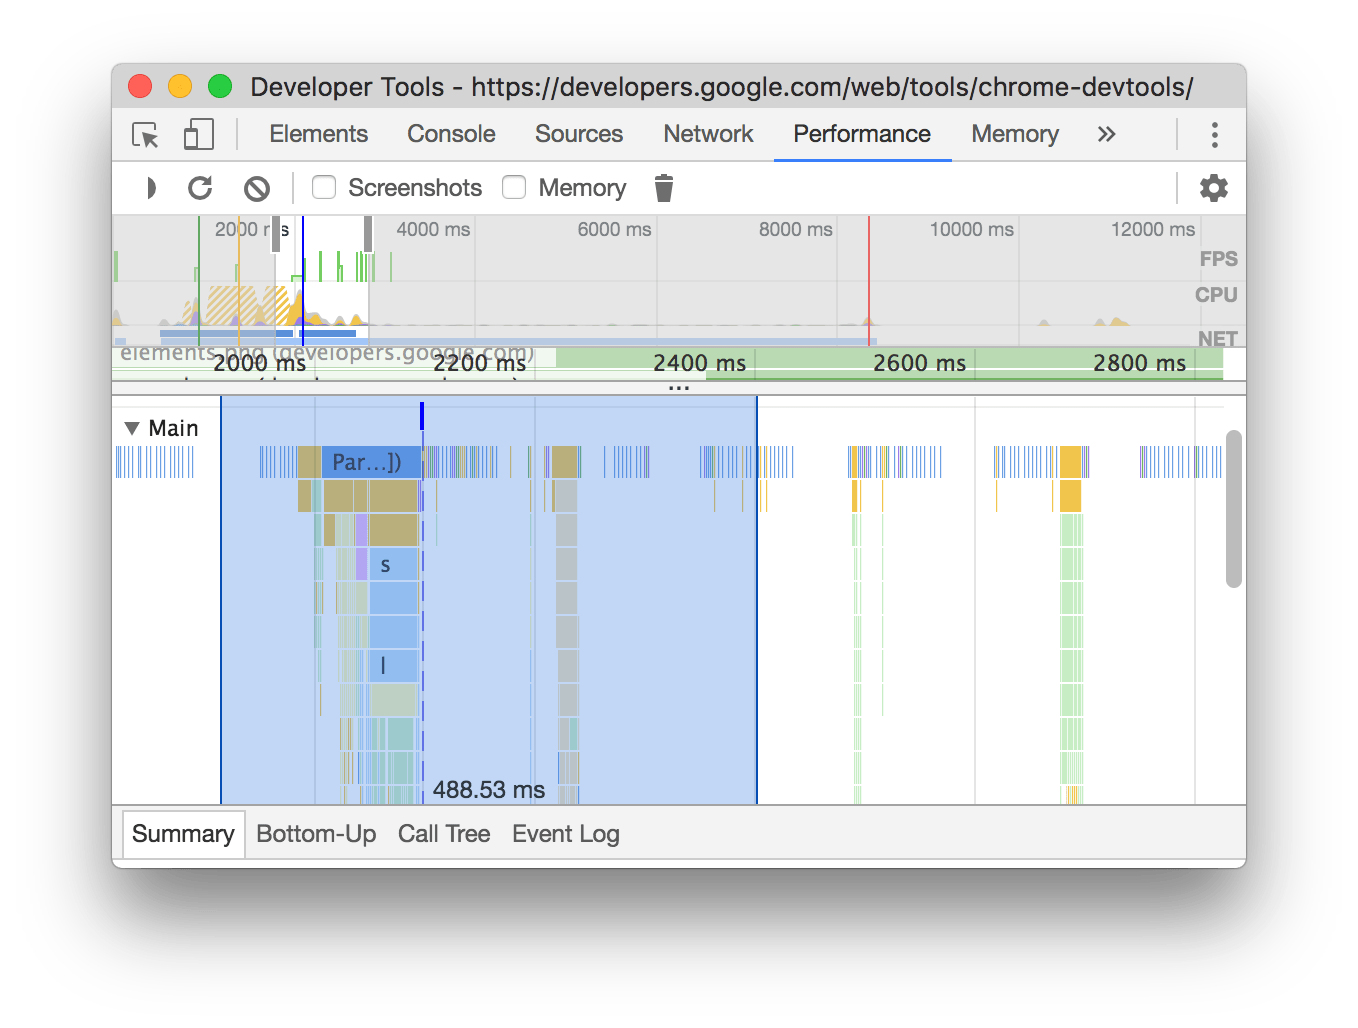 Developer Tools - https://developers.google.com/web/tools/chrome-devtools/
Elements Console Sources Network Performance Memory »
Screenshots Memory
2000 ms 4000 ms 6000 ms 8000 ms 10000 ms 12000 ms
FPS
CPU
NET
elements.png (developers.google.com)
2000 ms 2200 ms 2400 ms 2600 ms 2800 ms
...
Main
Par...])
s
l
488.53 ms
Summary Bottom-Up Call Tree Event Log